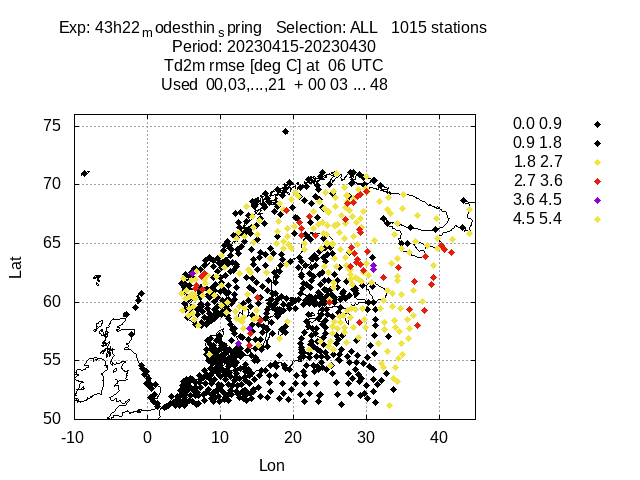 Exp: 43h22modesthinspring   Selection: ALL   1015 stations
Period: 20230415-20230430
Td2m rmse [deg C] at  06 UTC
Used  00,03,...,21  + 00 03 ... 48
0.0 0.9
0.9 1.8
1.8 2.7
2.7 3.6
3.6 4.5
4.5 5.4
75
70
65
60
55
50
Lat
-10 0 10 20 30 40
Lon